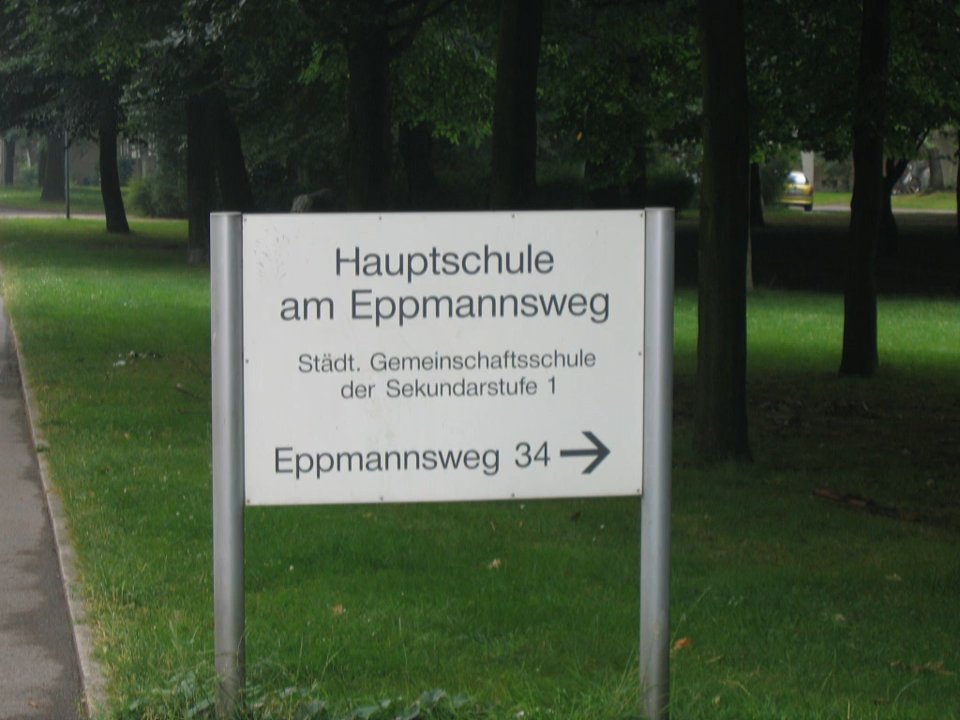 Hauptschule
am Eppmannsweg
Städt. Gemeinschaftsschule
der Sekundarstufe 1
Eppmannsweg 34 →